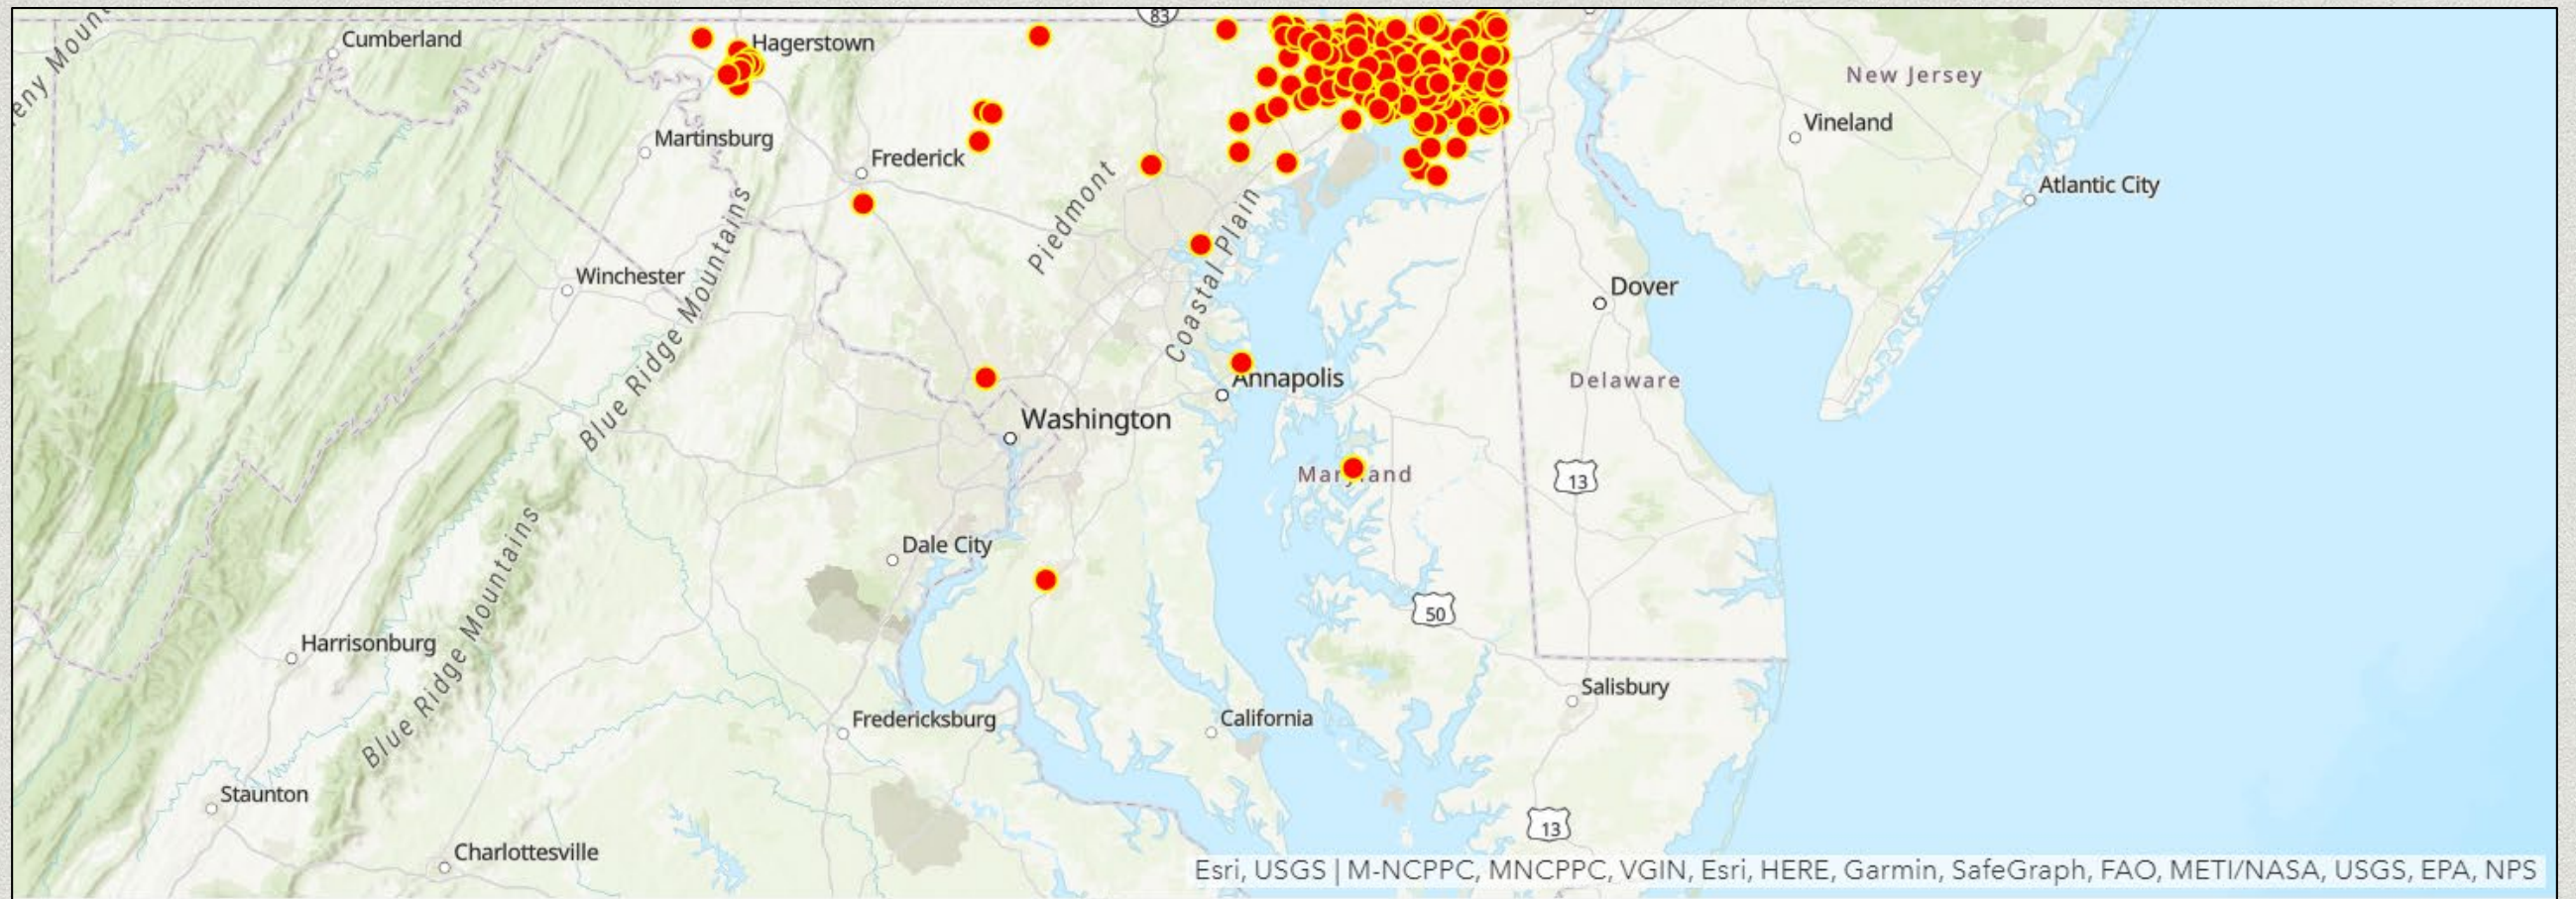 83
Cumberland
Hagerstown
eny Mount
New Jersey
Vineland
Martinsburg
Frederick
Piedmont
Atlantic City
Coastal Plain
Winchester
Blue Ridge Mountains
Dover
Annapolis
Delaware
Washington
Maryland
13
Dale City
50
Blue Ridge Mountains
Harrisonburg
Salisbury
Fredericksburg
California
Staunton
13
Charlottesville
Esri, USGS | M-NCPPC, MNCPPC, VGIN, Esri, HERE, Garmin, SafeGraph, FAO, METI/NASA, USGS, EPA, NPS